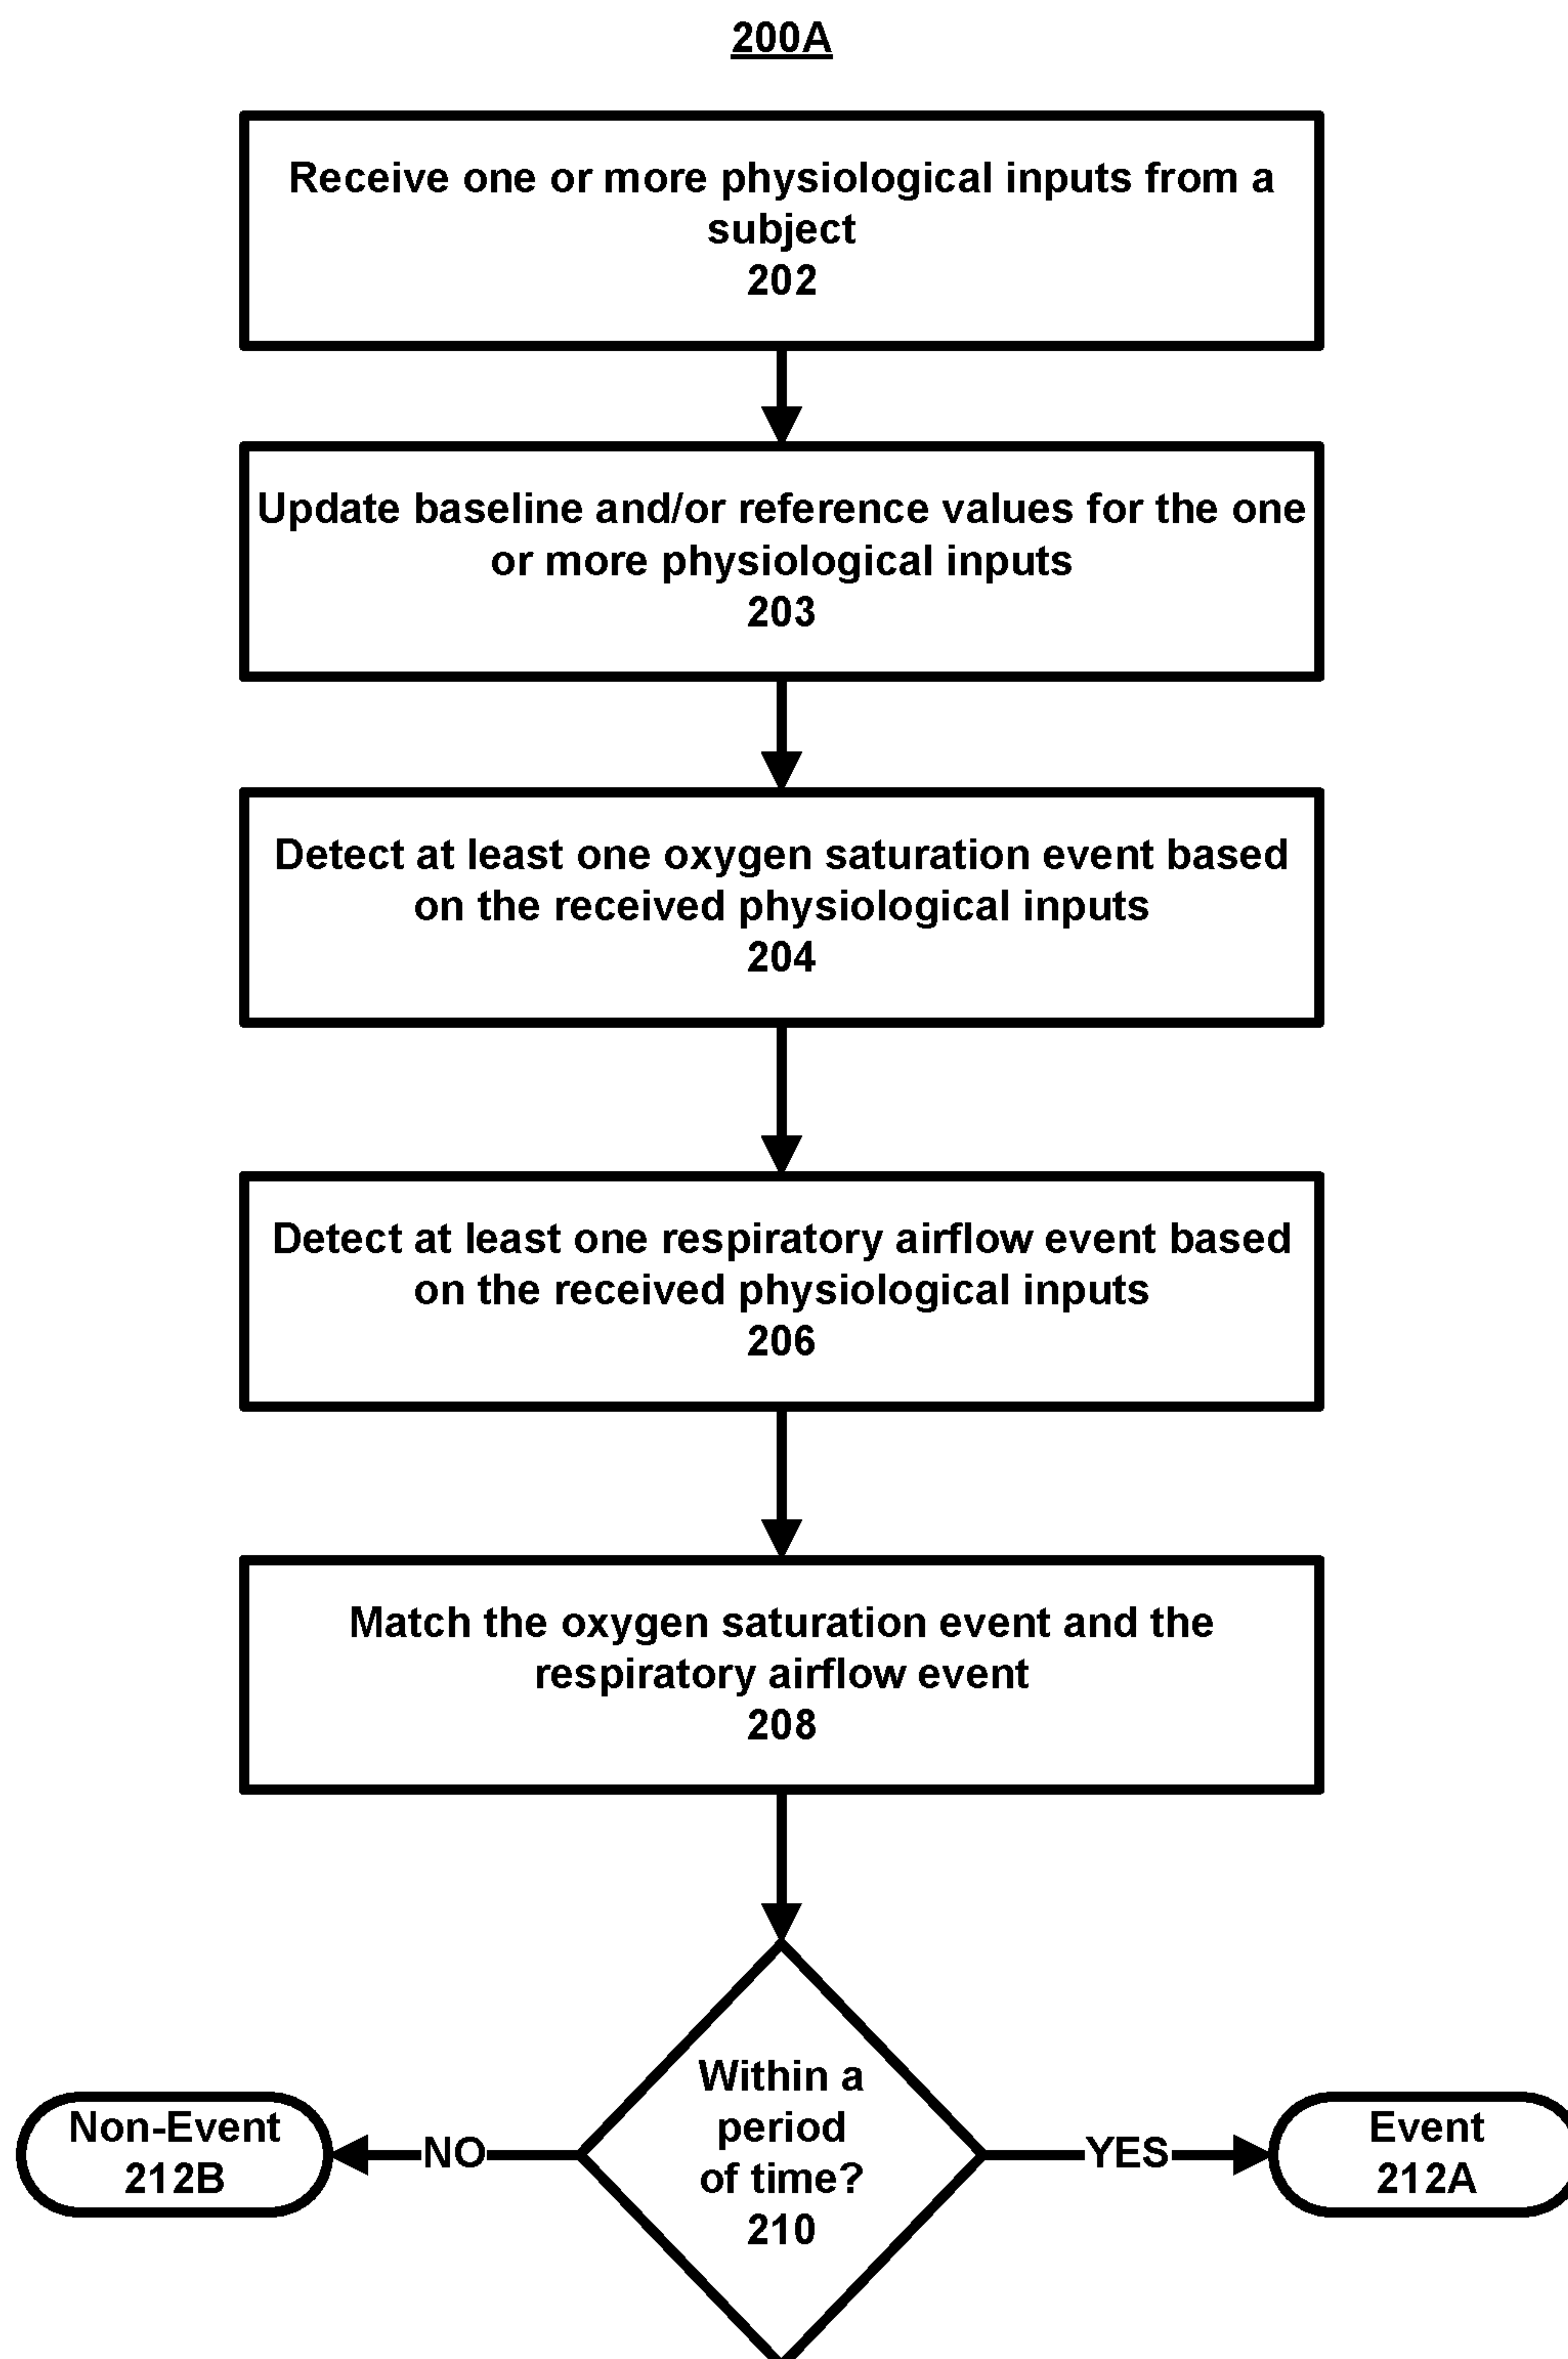 200A
Receive one or more physiological inputs from a
subject
202
Update baseline and/or reference values for the one
or more physiological inputs
203
Detect at least one oxygen saturation event based
on the received physiological inputs
204
Detect at least one respiratory airflow event based
on the received physiological inputs
206
Match the oxygen saturation event and the
respiratory airflow event
208
Within a
period
of time?
210
NO
Non-Event
212B
YES
Event
212A